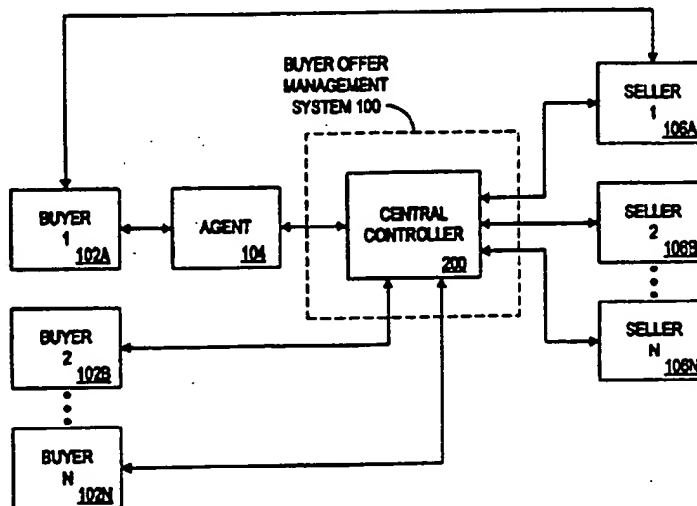 BUYER OFFER
MANAGEMENT
SYSTEM 100
SELLER
1
106A
BUYER
1
102A
AGENT
104
CENTRAL
CONTROLLER
200
SELLER
2
106B
BUYER
2
102B
SELLER
N
106N
BUYER
N
102N